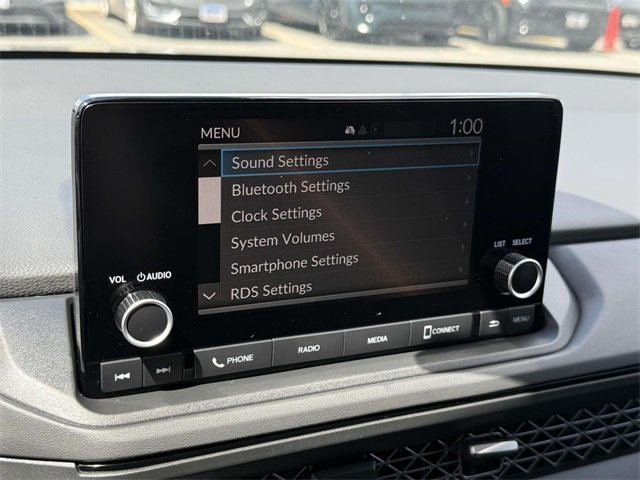 MENU 1:00
Sound Settings
Bluetooth Settings
Clock Settings
System Volumes
Smartphone Settings
RDS Settings
VOL AUDIO
LIST SELECT
PHONE RADIO MEDIA CONNECT MENU